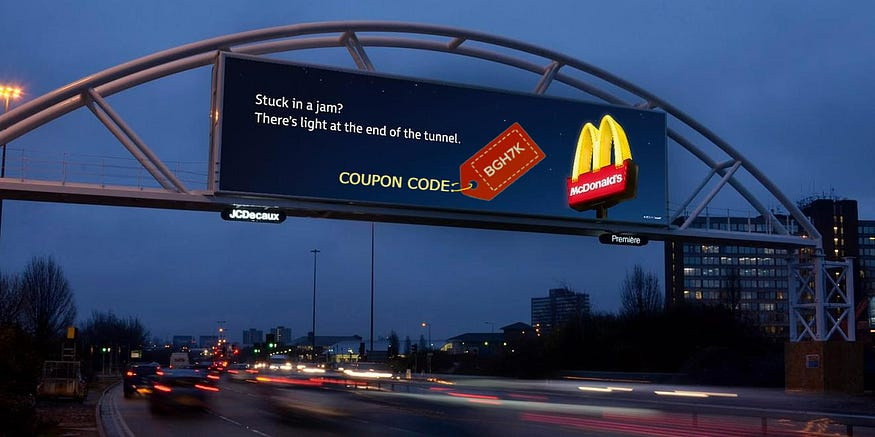 Stuck in a jam?
There's light at the end of the tunnel.
COUPON CODE:
BGH7K
McDonald's
JCDecaux
Première